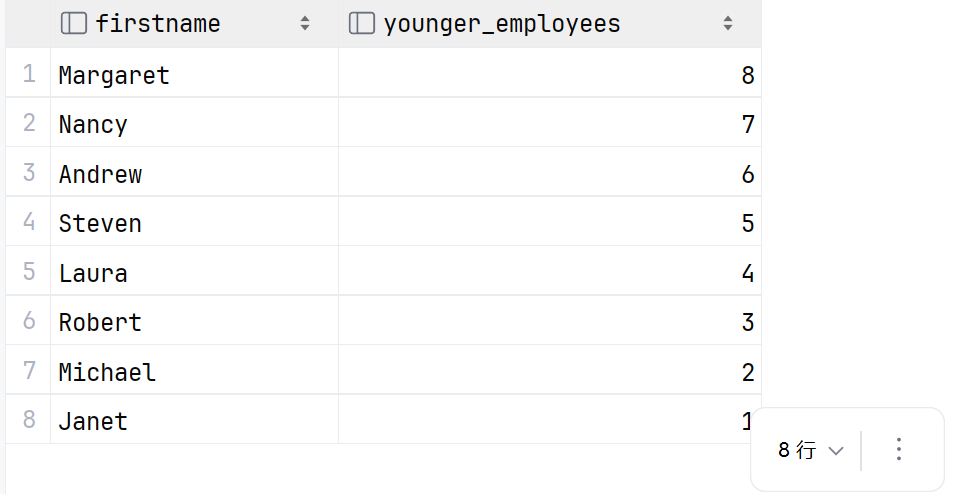 firstname younger_employees
1 Margaret 8
2 Nancy 7
3 Andrew 6
4 Steven 5
5 Laura 4
6 Robert 3
7 Michael 2
8 Janet 1
8 行